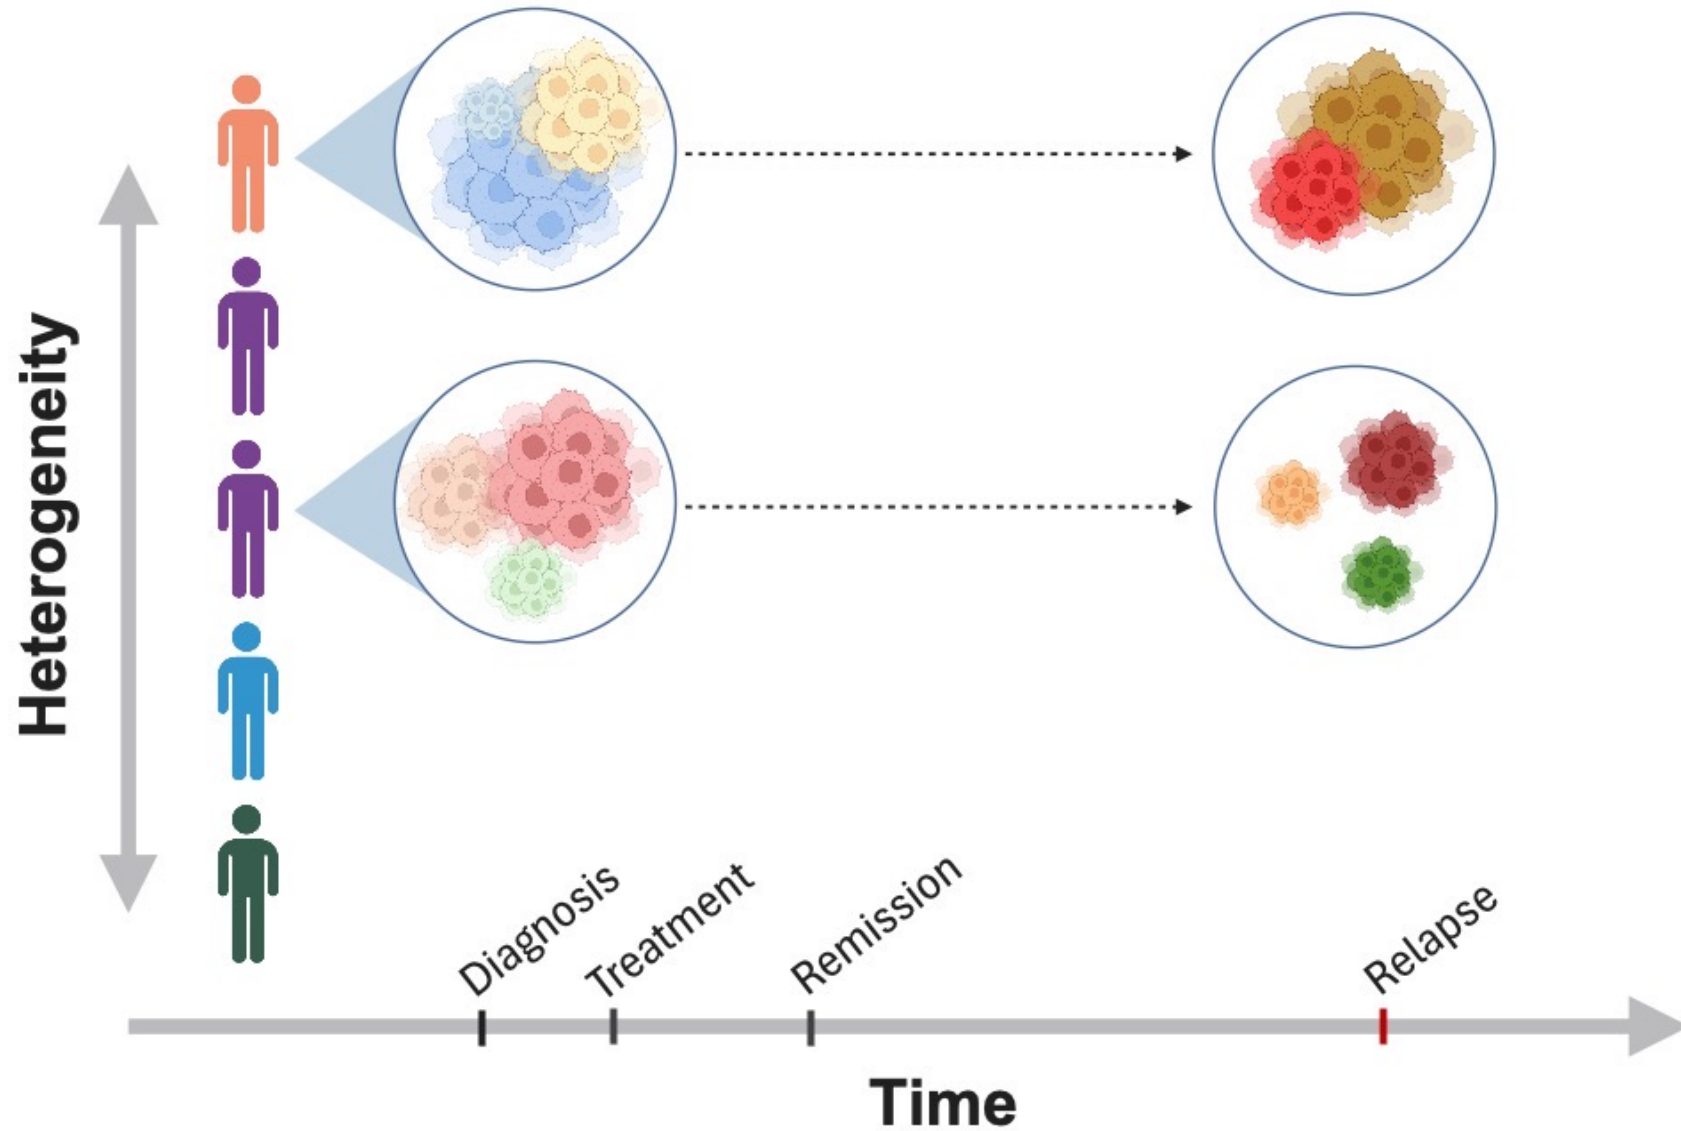 Heterogeneity
Diagnosis
Treatment
Remission
Relapse
Time